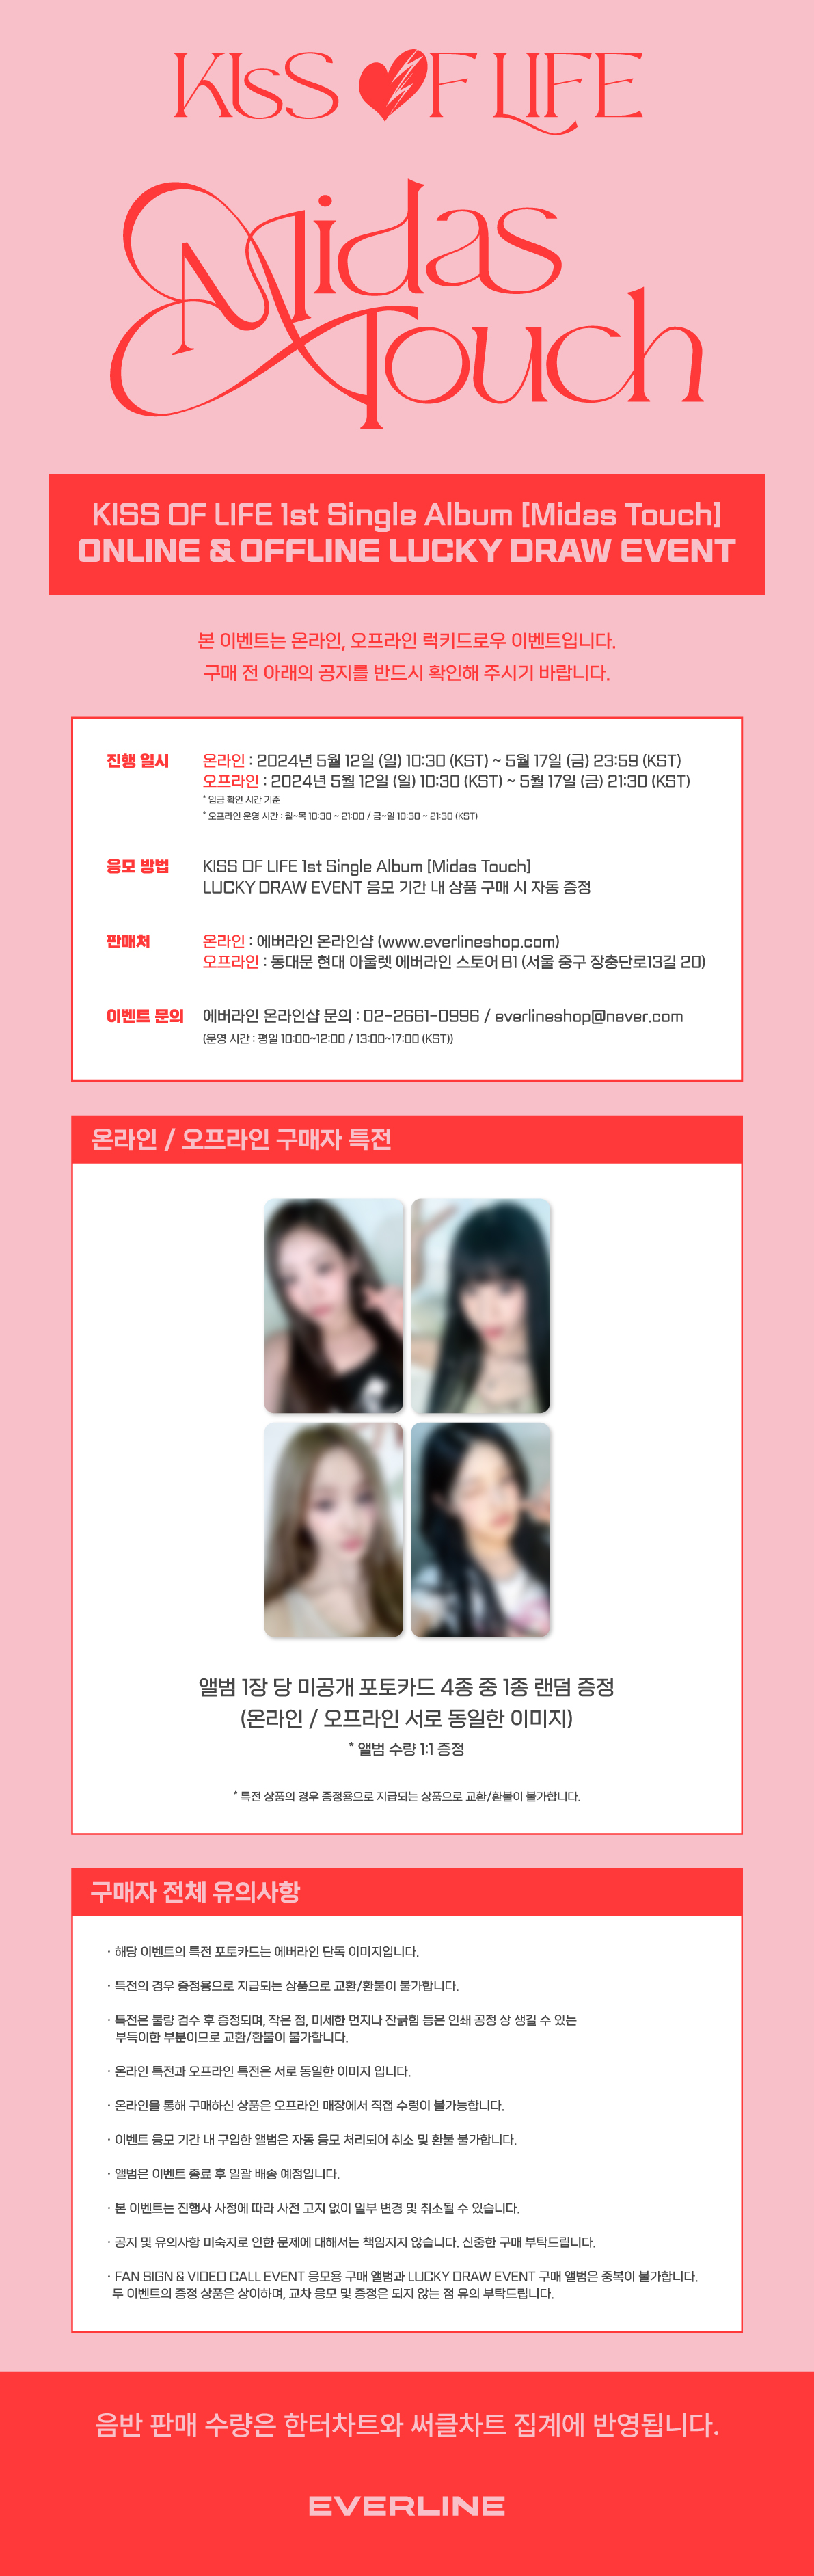 KISS OF LIFE
Midas
Touch
KISS OF LIFE 1st Single Album [Midas Touch]
ONLINE & OFFLINE LUCKY DRAW EVENT
본 이벤트는 온라인, 오프라인 럭키드로우 이벤트입니다.
구매 전 아래의 공지를 반드시 확인해 주시기 바랍니다.
진행 일시 온라인 : 2024년 5월 12일 (일) 10:30 (KST) ~ 5월 17일 (금) 23:59 (KST)
오프라인 : 2024년 5월 12일 (일) 10:30 (KST) ~ 5월 17일 (금) 21:30 (KST)
* 입금 확인 시간 기준
* 오프라인 운영 시간 : 월~목 10:30 ~ 21:00 / 금~일 10:30 ~ 21:30 (KST)
응모 방법 KISS OF LIFE 1st Single Album [Midas Touch]
LUCKY DRAW EVENT 응모 기간 내 상품 구매 시 자동 증정
판매처 온라인 : 에버라인 온라인샵 (www.everlineshop.com)
오프라인 : 동대문 현대 아울렛 에버라인 스토어 B1 (서울 중구 장충단로13길 20)
이벤트 문의 에버라인 온라인샵 문의 : 02-2661-0996 / everlineshop@naver.com
(운영 시간 : 평일 10:00~12:00 / 13:00~17:00 (KST))
온라인 / 오프라인 구매자 특전
앨범 1장 당 미공개 포토카드 4종 중 1종 랜덤 증정
(온라인 / 오프라인 서로 동일한 이미지)
* 앨범 수량 1:1 증정
* 특전 상품의 경우 증정용으로 지급되는 상품으로 교환/환불이 불가합니다.
구매자 전체 유의사항
· 해당 이벤트의 특전 포토카드는 에버라인 단독 이미지입니다.
· 특전의 경우 증정용으로 지급되는 상품으로 교환/환불이 불가합니다.
· 특전은 불량 검수 후 증정되며, 작은 점, 미세한 먼지나 잔긁힘 등은 인쇄 공정 상 생길 수 있는
부득이한 부분이므로 교환/환불이 불가합니다.
· 온라인 특전과 오프라인 특전은 서로 동일한 이미지 입니다.
· 온라인을 통해 구매하신 상품은 오프라인 매장에서 직접 수령이 불가능합니다.
· 이벤트 응모 기간 내 구입한 앨범은 자동 응모 처리되어 취소 및 환불 불가합니다.
· 앨범은 이벤트 종료 후 일괄 배송 예정입니다.
· 본 이벤트는 진행사 사정에 따라 사전 고지 없이 일부 변경 및 취소될 수 있습니다.
· 공지 및 유의사항 미숙지로 인한 문제에 대해서는 책임지지 않습니다. 신중한 구매 부탁드립니다.
· FAN SIGN & VIDEO CALL EVENT 응모용 구매 앨범과 LUCKY DRAW EVENT 구매 앨범은 중복이 불가합니다.
두 이벤트의 증정 상품은 상이하며, 교차 응모 및 증정은 되지 않는 점 유의 부탁드립니다.
음반 판매 수량은 한터차트와 써클차트 집계에 반영됩니다.
EVERLINE